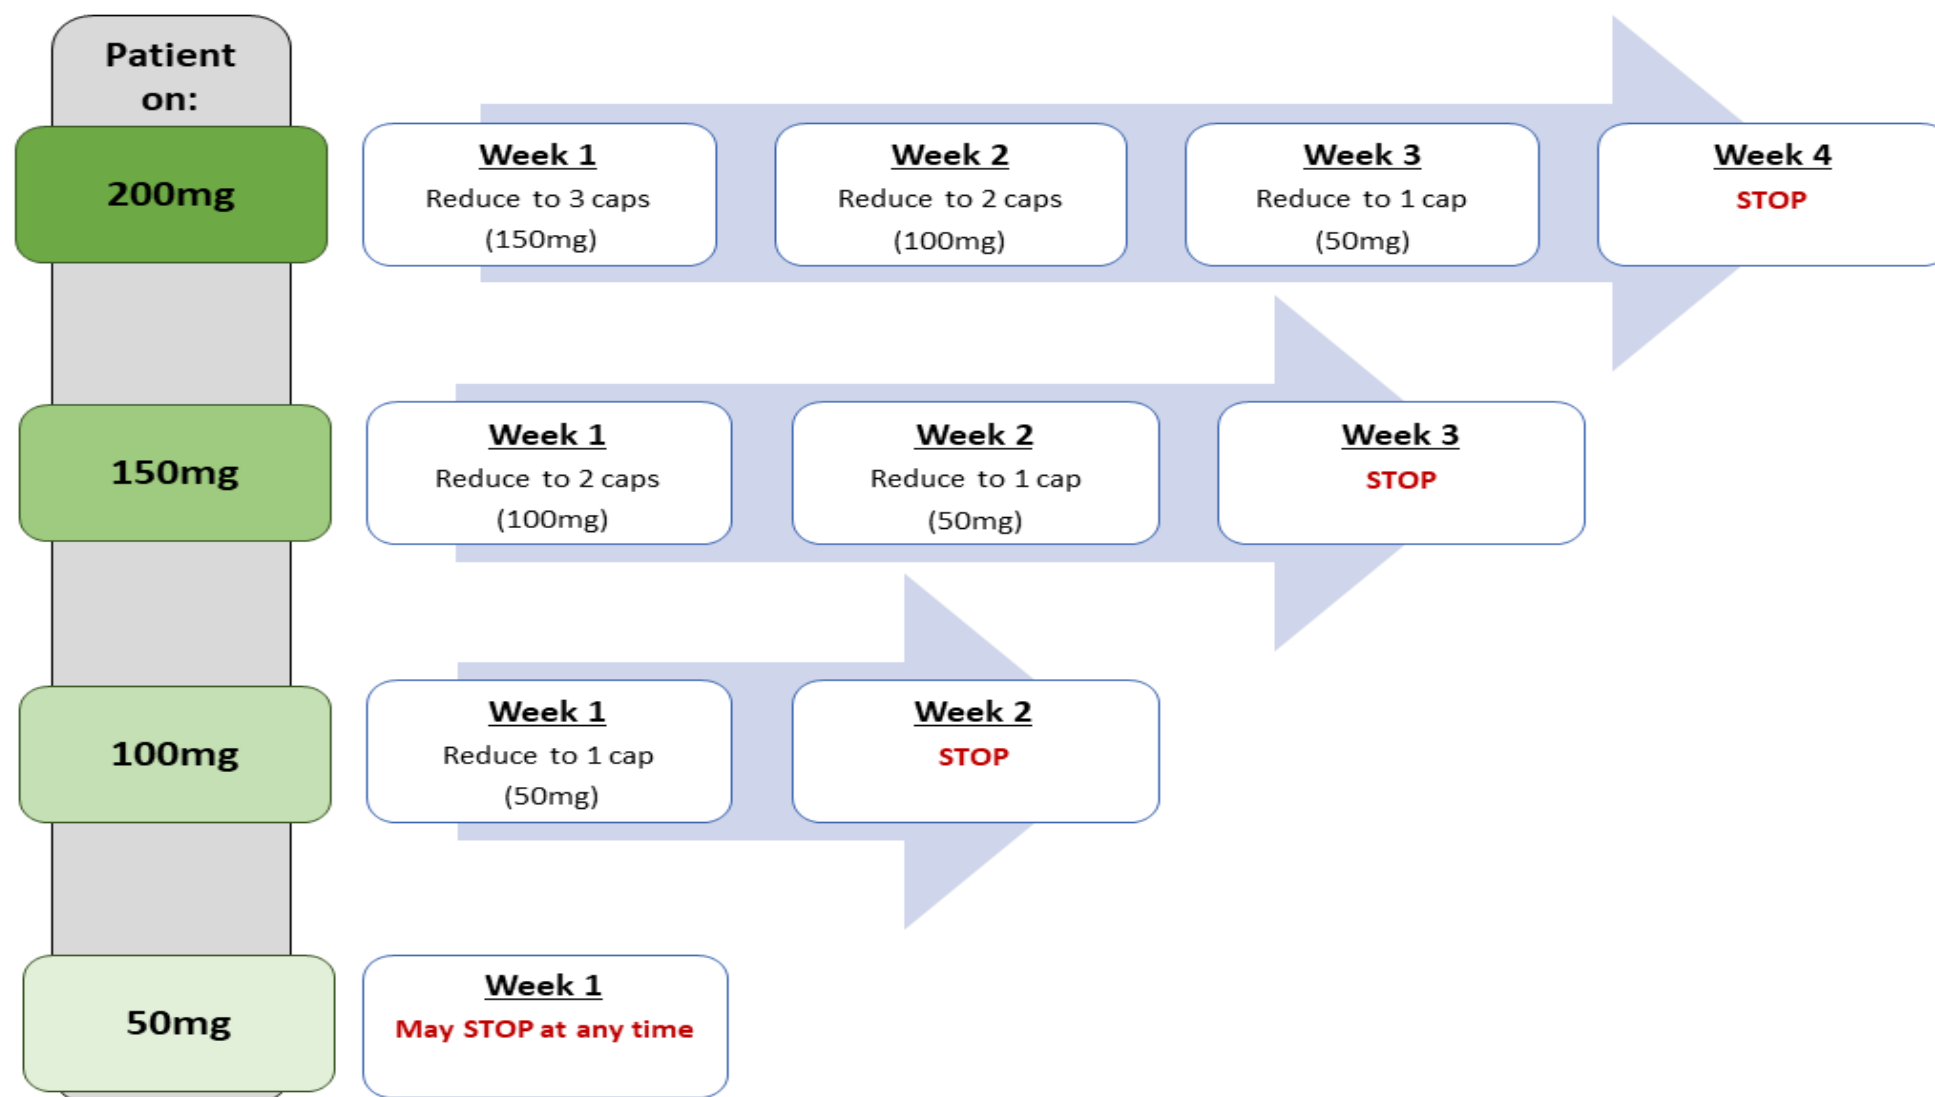 Patient
on:
200mg
Week 1
Reduce to 3 caps
(150mg)
Week 2
Reduce to 2 caps
(100mg)
Week 3
Reduce to 1 cap
(50mg)
Week 4
STOP
150mg
Week 1
Reduce to 2 caps
(100mg)
Week 2
Reduce to 1 cap
(50mg)
Week 3
STOP
100mg
Week 1
Reduce to 1 cap
(50mg)
Week 2
STOP
50mg
Week 1
May STOP at any time